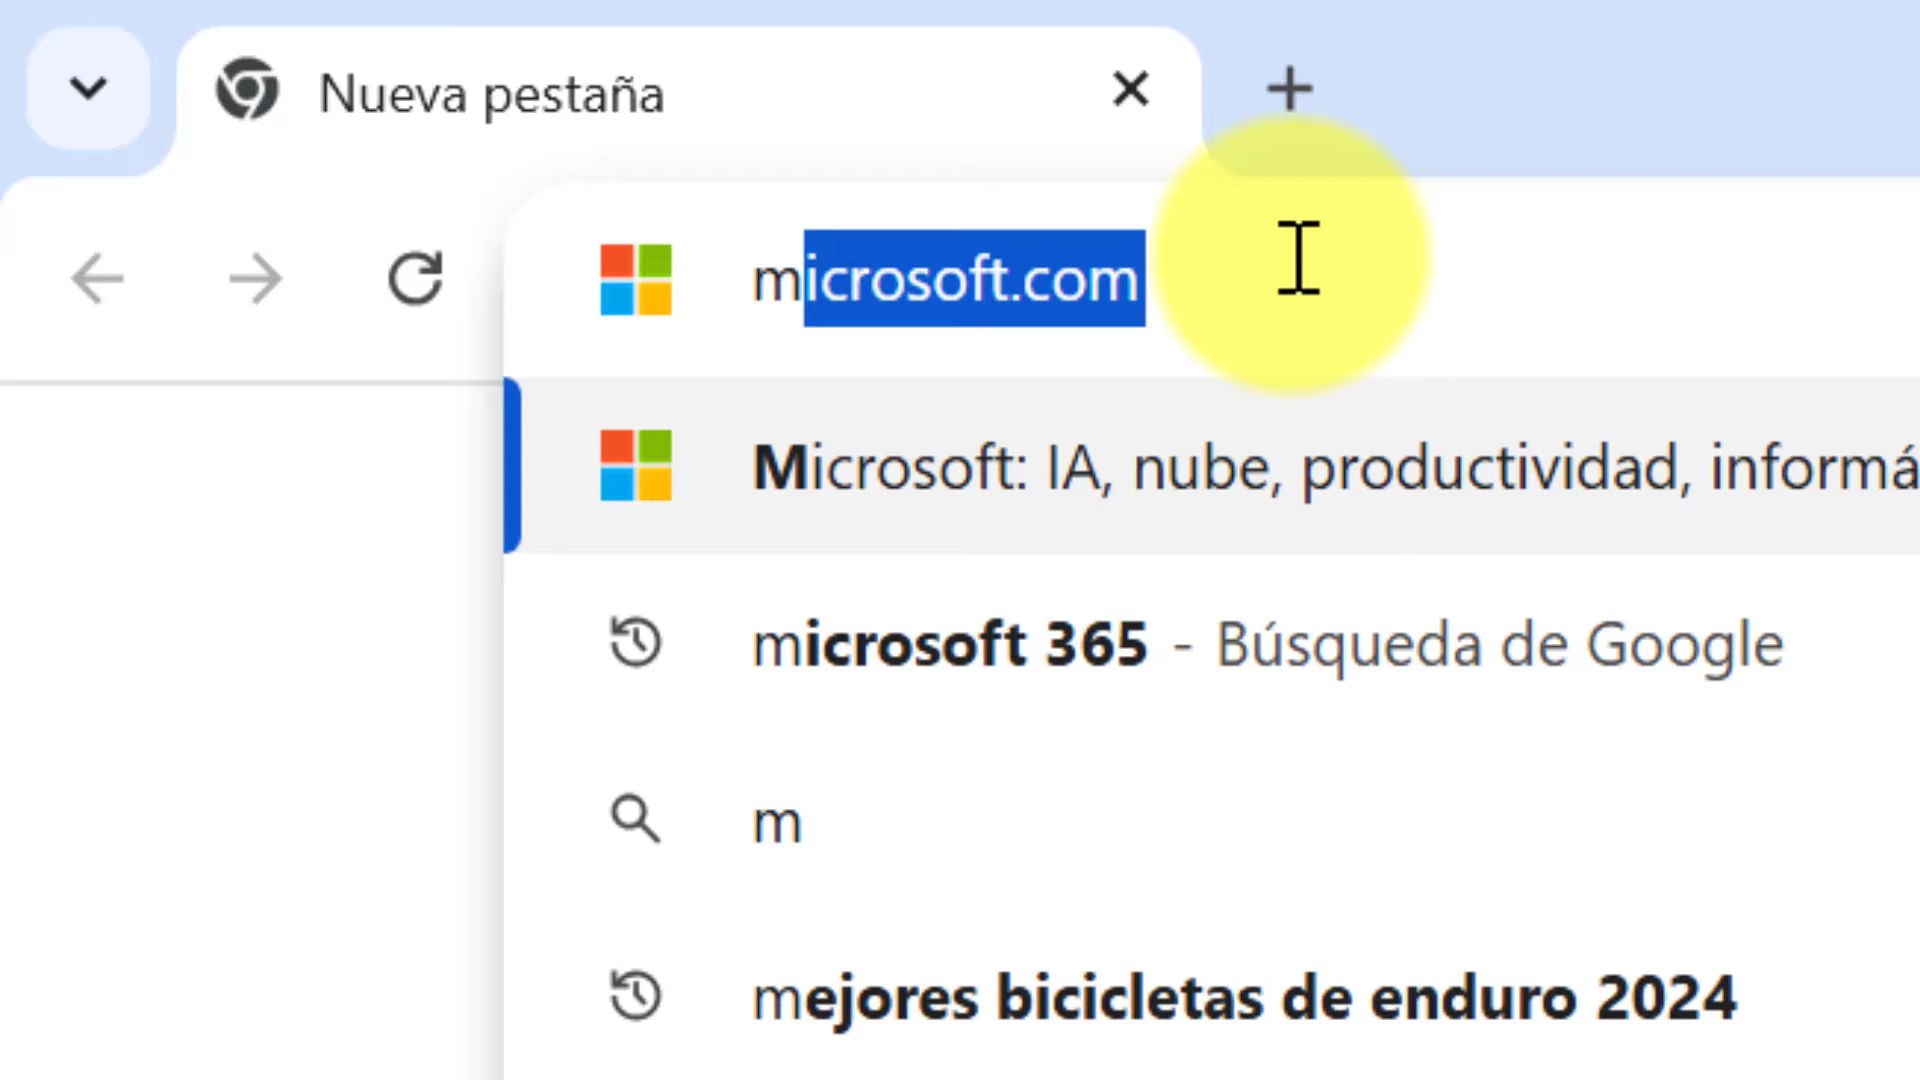 Nueva pestaña
microsoft.com
Microsoft: IA, nube, productividad, informá
microsoft 365 - Búsqueda de Google
m
mejores bicicletas de enduro 2024